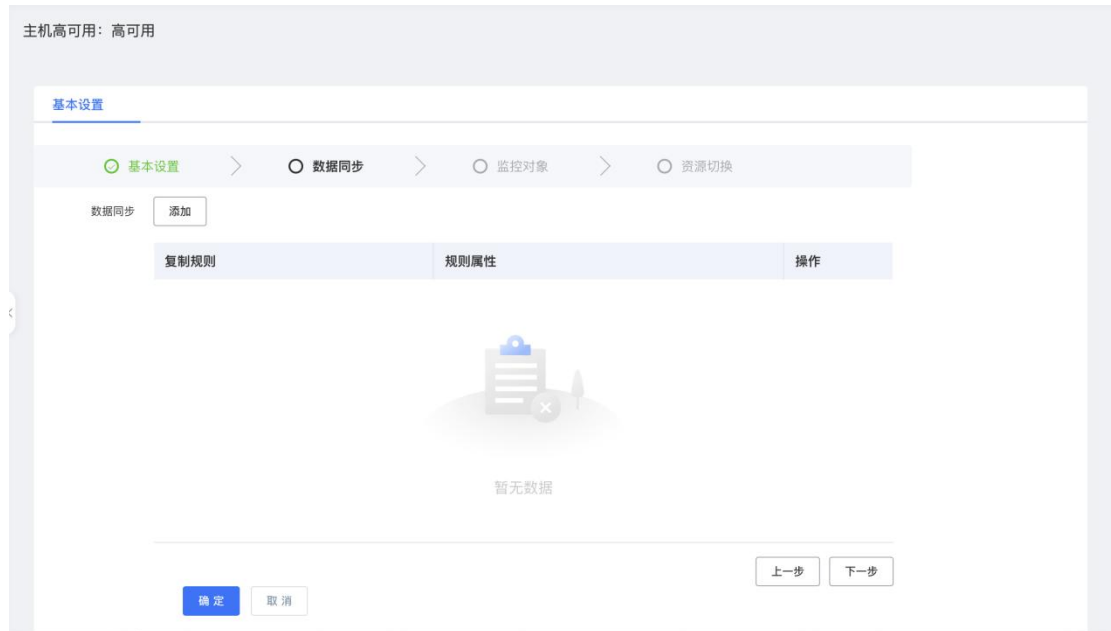 主机高可用：高可用
基本设置
基本设置 数据同步 监控对象 资源切换
数据同步 添加
复制规则 规则属性 操作
暂无数据
上一步 下一步
确定 取消